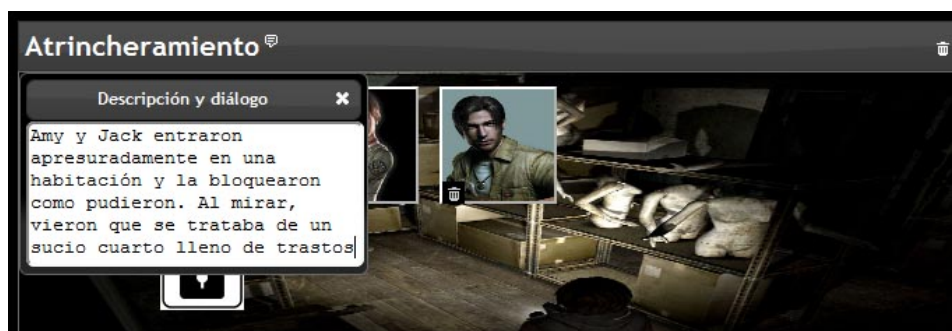 Atrincheramiento
Descripción y diálogo
Amy y Jack entraron
apresuradamente en una
habitación y la bloquearon
como pudieron. Al mirar,
vieron que se trataba de un
sucio cuarto lleno de trastos